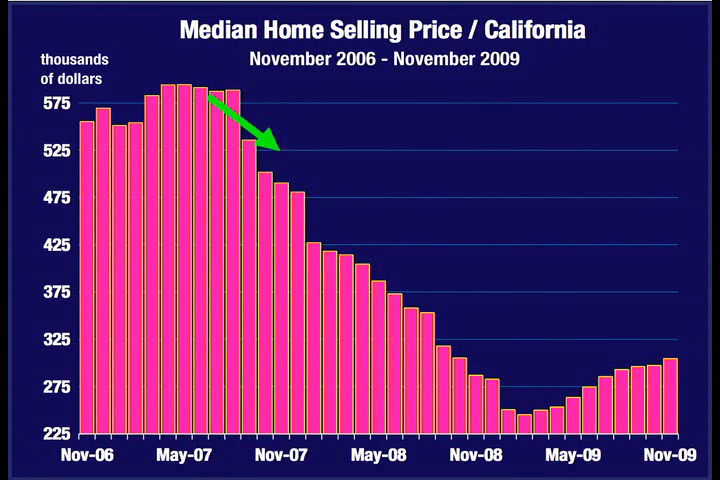 Median Home Selling Price / California
November 2006 - November 2009
thousands
of dollars
575
525
475
425
375
325
275
225
Nov-06 May-07 Nov-07 May-08 Nov-08 May-09 Nov-09